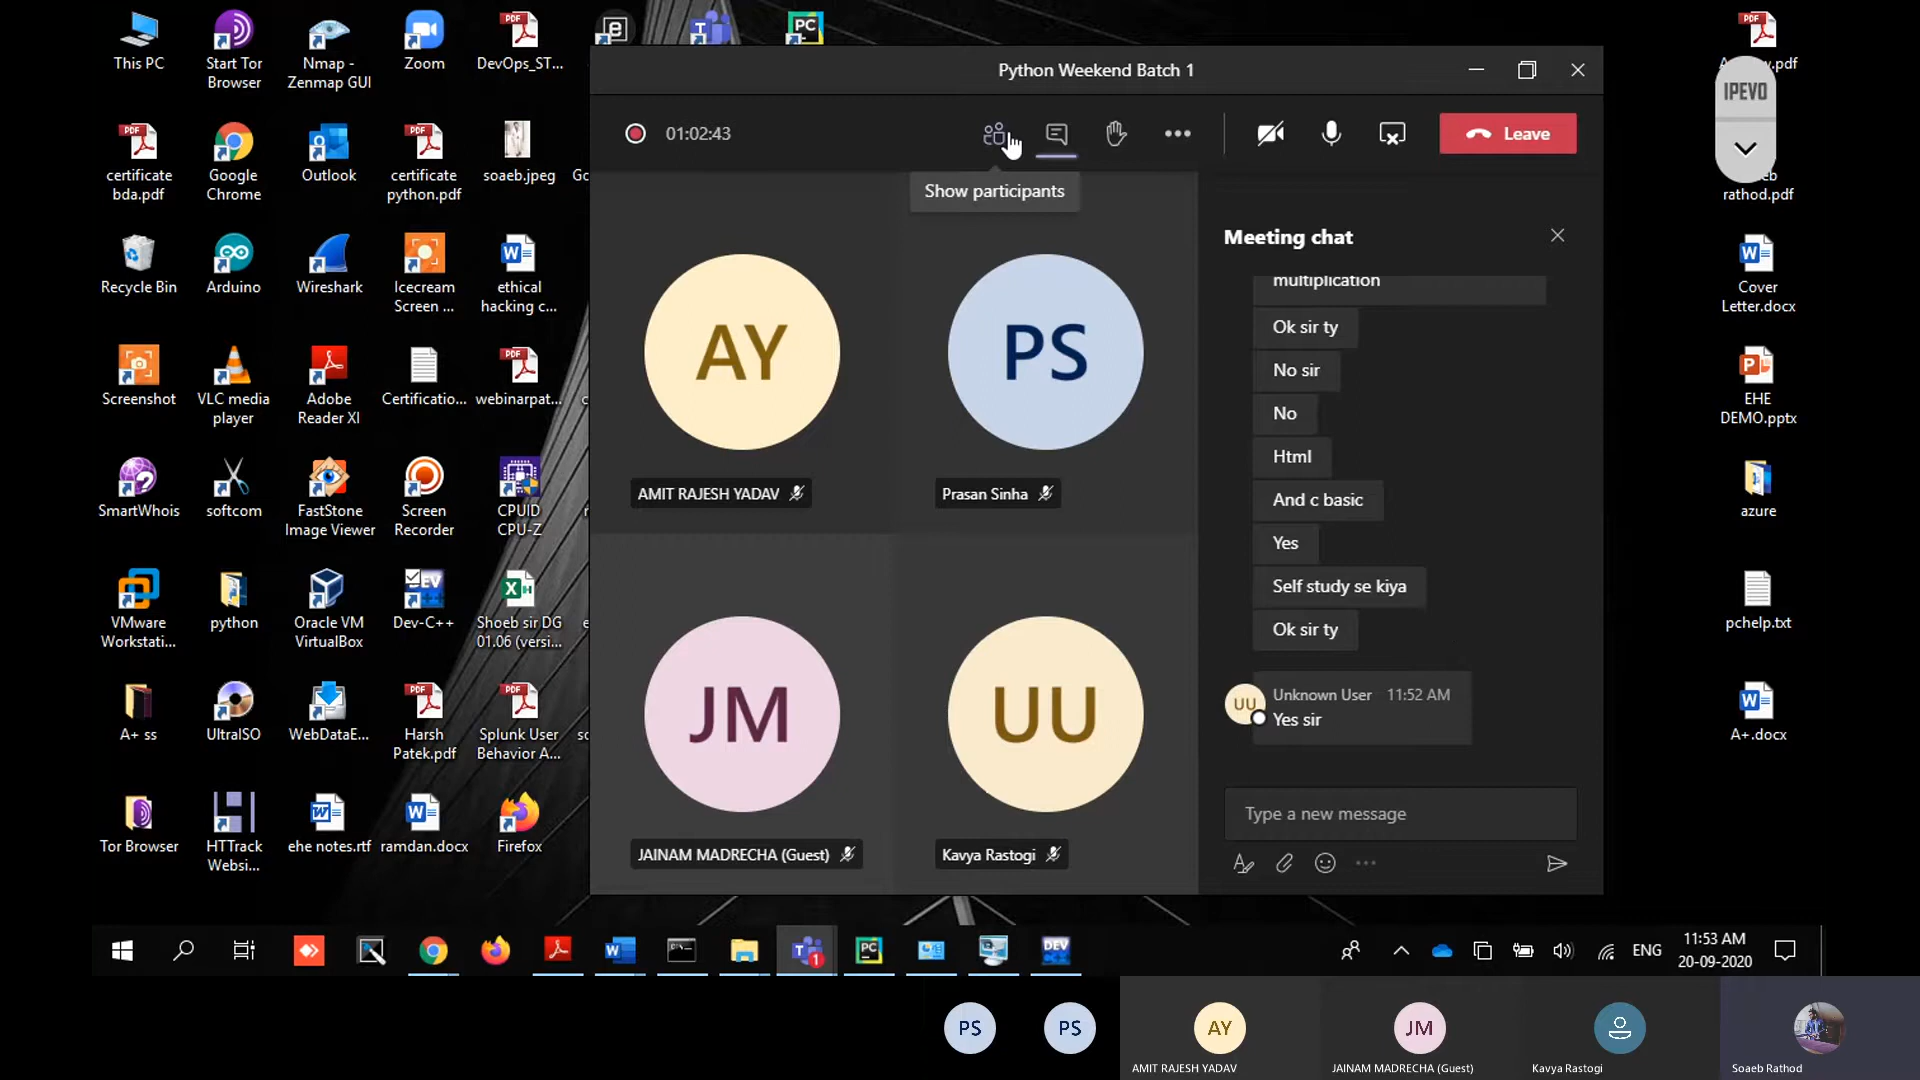 This PC
Start Tor
Browser
Nmap -
Zenmap GUI
Zoom
DevOps_ST...
certificate
bda.pdf
Google
Chrome
Outlook
certificate
python.pdf
soaeb.jpeg
Recycle Bin
Arduino
Wireshark
Icecream
Screen ...
ethical
hacking c...
Screenshot
VLC media
player
Adobe
Reader XI
Certificatio...
webinarpat...
SmartWhois
softcom
FastStone
Image Viewer
Screen
Recorder
CPUID
CPU-Z
VMware
Workstati...
python
Oracle VM
VirtualBox
Dev-C++
Shoeb sir DG
01.06 (versi...
A+ ss
UltraISO
WebDataE...
Harsh
Patek.pdf
Splunk User
Behavior A...
Tor Browser
HTTrack
Websi...
ehe notes.rtf
ramdan.docx
Firefox
Python Weekend Batch 1
01:02:43
Leave
Show participants
AY
AMIT RAJESH YADAV
PS
Prasan Sinha
JM
JAINAM MADRECHA (Guest)
UU
Kavya Rastogi
Meeting chat
multiplication
Ok sir ty
No sir
No
Html
And c basic
Yes
Self study se kiya
Ok sir ty
UU
Unknown User 11:52 AM
Yes sir
Type a new message
IPEVO
rathod.pdf
Cover
Letter.docx
EHE
DEMO.pptx
azure
pchelp.txt
A+.docx
ENG
11:53 AM
20-09-2020
PS
PS
AY
AMIT RAJESH YADAV
JM
JAINAM MADRECHA (Guest)
Kavya Rastogi
Soaeb Rathod